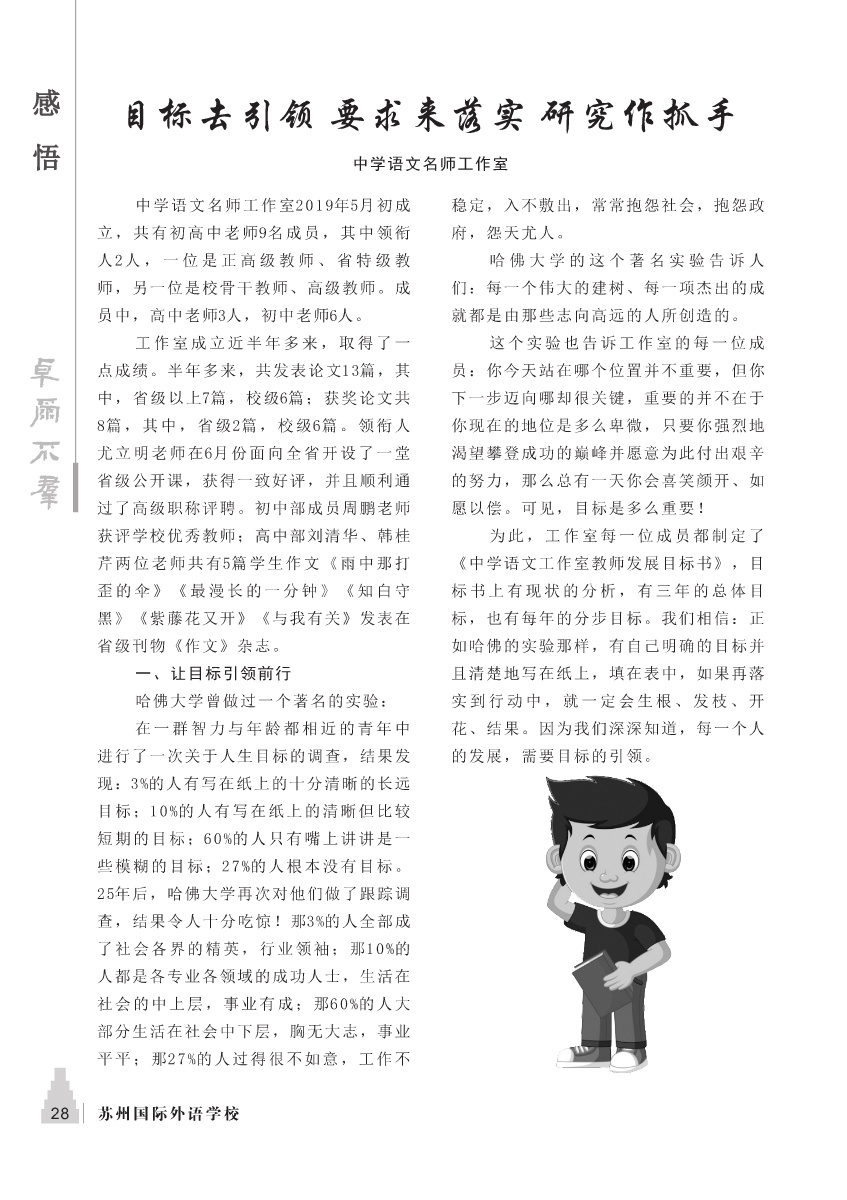 感
悟
目标去引领 要求来落实 研究作抓手
中学语文名师工作室
中学语文名师工作室2019年5月初成
立，共有初高中老师9名成员，其中领衔
人2人，一位是正高级教师、省特级教
师，另一位是校骨干教师、高级教师。成
员中，高中老师3人，初中老师6人。
工作室成立近半年多来，取得了一
点成绩。半年多来，共发表论文13篇，其
中，省级以上7篇，校级6篇；获奖论文共
8篇，其中，省级2篇，校级6篇。领衔人
尤立明老师在6月份面向全省开设了一堂
省级公开课，获得一致好评，并且顺利通
过了高级职称评聘。初中部成员周鹏老师
获评学校优秀教师；高中部刘清华、韩桂
芹两位老师共有5篇学生作文《雨中那打
歪的伞》《最漫长的一分钟》《知白守
黑》《紫藤花又开》《与我有关》发表在
省级刊物《作文》杂志。
一、让目标引领前行
哈佛大学曾做过一个著名的实验：
在一群智力与年龄都相近的青年中
进行了一次关于人生目标的调查，结果发
现：3%的人有写在纸上的十分清晰的长远
目标；10%的人有写在纸上的清晰但比较
短期的目标；60%的人只有嘴上讲讲是一
些模糊的目标；27%的人根本没有目标。
25年后，哈佛大学再次对他们做了跟踪调
查，结果令人十分吃惊！那3%的人全部成
了社会各界的精英，行业领袖；那10%的
人都是各专业各领域的成功人士，生活在
社会的中上层，事业有成；那60%的人大
部分生活在社会中下层，胸无大志，事业
平平；那27%的人过得很不如意，工作不
稳定，入不敷出，常常抱怨社会，抱怨政
府，怨天尤人。
哈佛大学的这个著名实验告诉人
们：每一个伟大的建树、每一项杰出的成
就都是由那些志向高远的人所创造的。
这个实验也告诉工作室的每一位成
员：你今天站在哪个位置并不重要，但你
下一步迈向哪却很关键，重要的并不在于
你现在的地位是多么卑微，只要你强烈地
渴望攀登成功的巅峰并愿意为此付出艰辛
的努力，那么总有一天你会喜笑颜开、如
愿以偿。可见，目标是多么重要！
为此，工作室每一位成员都制定了
《中学语文工作室教师发展目标书》，目
标书上有现状的分析，有三年的总体目
标，也有每年的分步目标。我们相信：正
如哈佛的实验那样，有自己明确的目标并
且清楚地写在纸上，填在表中，如果再落
实到行动中，就一定会生根、发枝、开
花、结果。因为我们深深知道，每一个人
的发展，需要目标的引领。
卓
尔
不
群
28
苏州国际外语学校